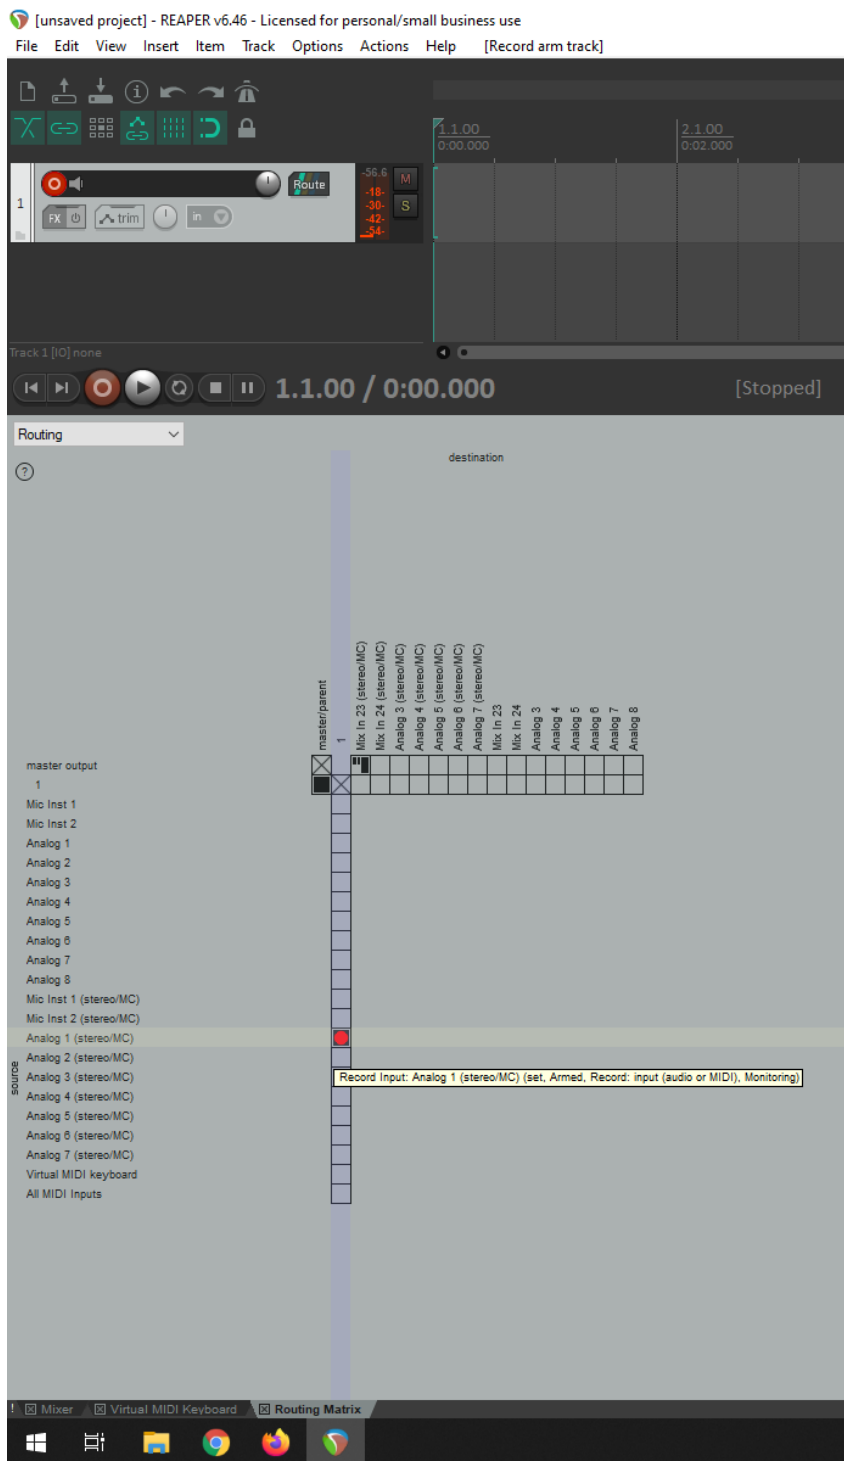 [unsaved project] - REAPER v6.46 - Licensed for personal/small business use
File Edit View Insert Item Track Options Actions Help [Record arm track]
1.1.00 2.1.00
0:00.000 0:02.000
1 Route -56.6 M
-18-
-30- S
FX trim in -42-
-54-
Track 1 [IO] none
1.1.00 / 0:00.000 [Stopped]
Routing
destination
?
master/parent
1
Mix In 23 (stereo/MC)
Mix In 24 (stereo/MC)
Analog 3 (stereo/MC)
Analog 4 (stereo/MC)
Analog 5 (stereo/MC)
Analog 6 (stereo/MC)
Analog 7 (stereo/MC)
Mix In 23
Mix In 24
Analog 3
Analog 4
Analog 5
Analog 6
Analog 7
Analog 8
master output
1
Mic Inst 1
Mic Inst 2
Analog 1
Analog 2
Analog 3
Analog 4
Analog 5
Analog 6
Analog 7
Analog 8
Mic Inst 1 (stereo/MC)
Mic Inst 2 (stereo/MC)
Analog 1 (stereo/MC)
Analog 2 (stereo/MC)
source
Analog 3 (stereo/MC)
Record Input: Analog 1 (stereo/MC) (set, Armed, Record: input (audio or MIDI), Monitoring)
Analog 4 (stereo/MC)
Analog 5 (stereo/MC)
Analog 6 (stereo/MC)
Analog 7 (stereo/MC)
Virtual MIDI keyboard
All MIDI Inputs
! Mixer Virtual MIDI Keyboard Routing Matrix